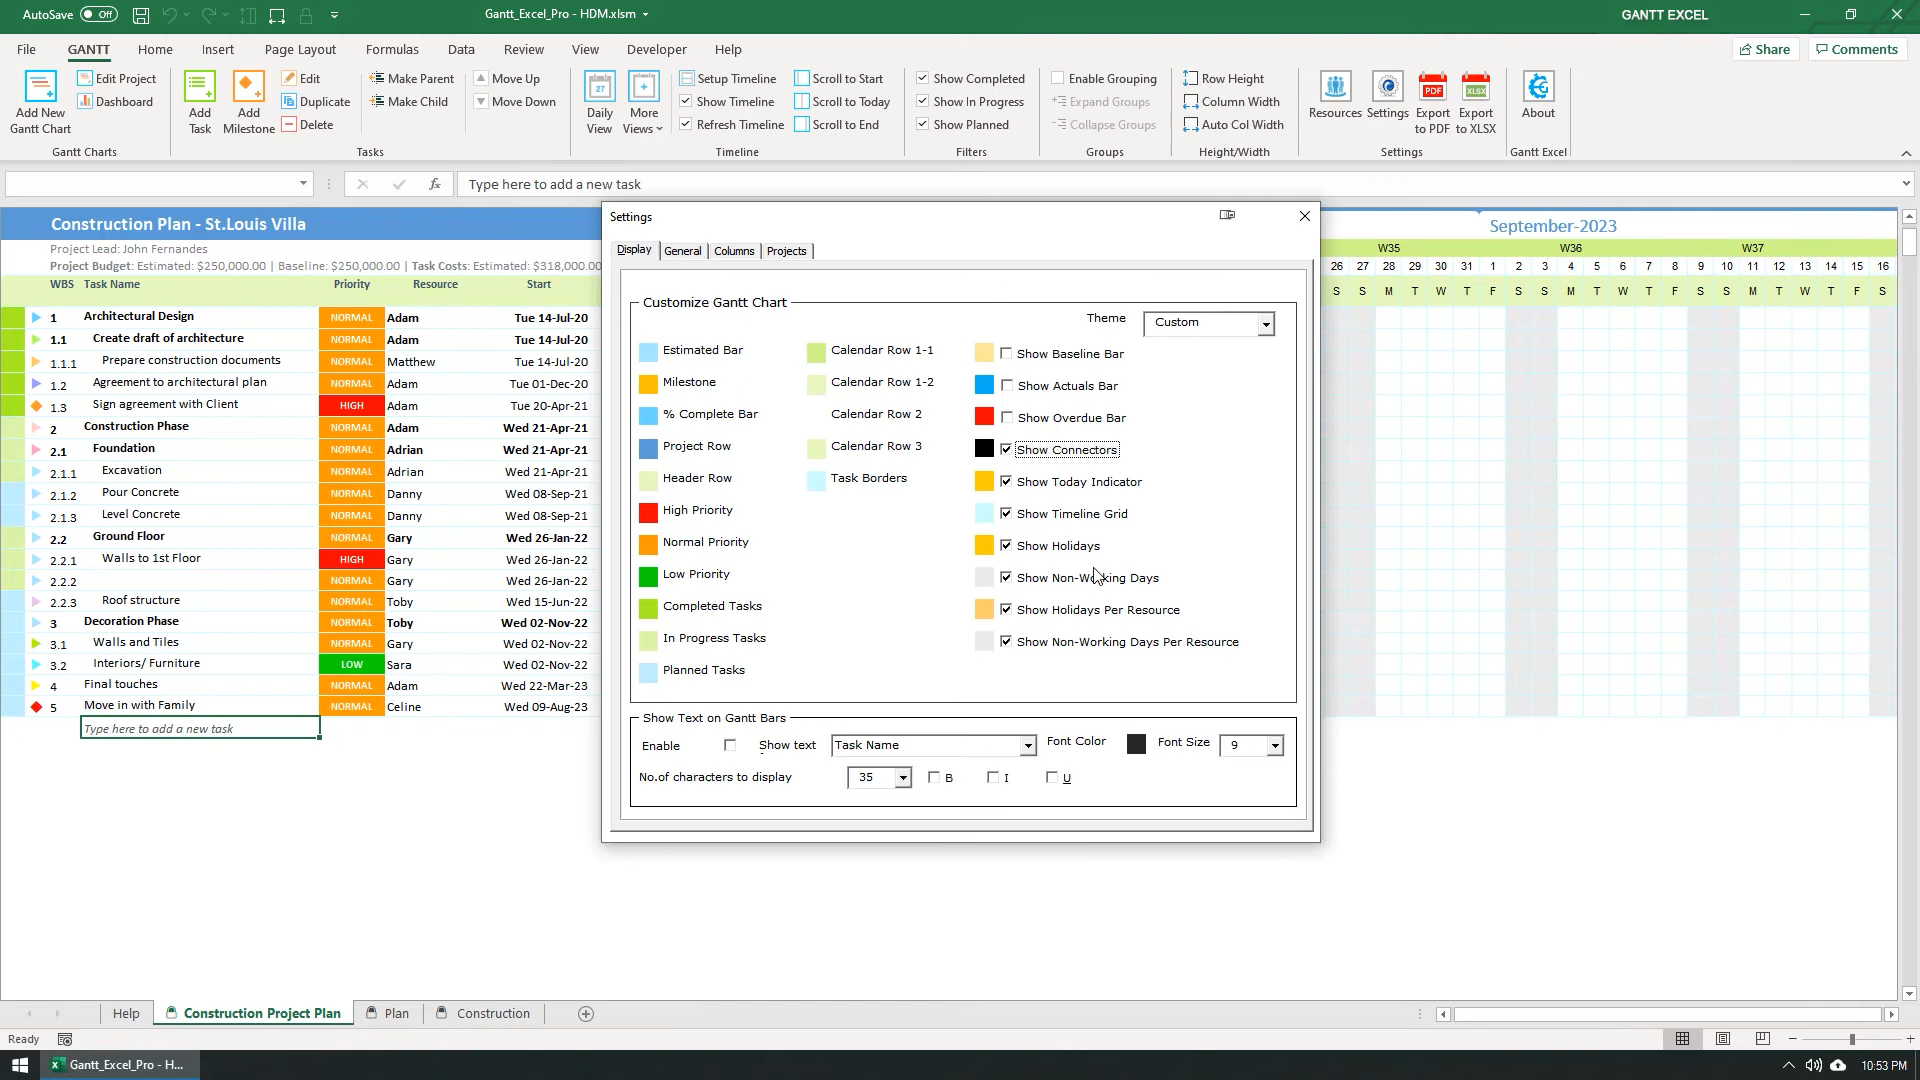 AutoSave Off
Gantt_Excel_Pro - HDM.xlsm
GANTT EXCEL
File GANTT Home Insert Page Layout Formulas Data Review View Developer Help
Share Comments
Add New Gantt Chart
Edit Project
Dashboard
Gantt Charts
Add Task
Add Milestone
Edit
Duplicate
Delete
Make Parent
Make Child
Move Up
Move Down
Tasks
27
Daily View
More Views
Setup Timeline
Show Timeline
Refresh Timeline
Scroll to Start
Scroll to Today
Scroll to End
Timeline
Show Completed
Show In Progress
Show Planned
Filters
Enable Grouping
Expand Groups
Collapse Groups
Groups
Row Height
Column Width
Auto Col Width
Height/Width
Resources
Settings
PDF
Export to PDF
XLSX
Export to XLSX
Settings
About
Gantt Excel
fx
Type here to add a new task
Construction Plan - St.Louis Villa
Project Lead: John Fernandes
Project Budget: Estimated: $250,000.00 | Baseline: $250,000.00 | Task Costs: Estimated: $318,000.00
WBS Task Name Priority Resource Start
1 Architectural Design NORMAL Adam Tue 14-Jul-20
1.1 Create draft of architecture NORMAL Adam Tue 14-Jul-20
1.1.1 Prepare construction documents NORMAL Matthew Tue 14-Jul-20
1.2 Agreement to architectural plan NORMAL Adam Tue 01-Dec-20
1.3 Sign agreement with Client HIGH Adam Tue 20-Apr-21
2 Construction Phase NORMAL Adam Wed 21-Apr-21
2.1 Foundation NORMAL Adrian Wed 21-Apr-21
2.1.1 Excavation NORMAL Adrian Wed 21-Apr-21
2.1.2 Pour Concrete NORMAL Danny Wed 08-Sep-21
2.1.3 Level Concrete NORMAL Danny Wed 08-Sep-21
2.2 Ground Floor NORMAL Gary Wed 26-Jan-22
2.2.1 Walls to 1st Floor HIGH Gary Wed 26-Jan-22
2.2.2 NORMAL Gary Wed 26-Jan-22
2.2.3 Roof structure NORMAL Toby Wed 15-Jun-22
3 Decoration Phase NORMAL Toby Wed 02-Nov-22
3.1 Walls and Tiles NORMAL Gary Wed 02-Nov-22
3.2 Interiors/ Furniture LOW Sara Wed 02-Nov-22
4 Final touches NORMAL Adam Wed 22-Mar-23
5 Move in with Family NORMAL Celine Wed 09-Aug-23
Type here to add a new task
Settings
Display General Columns Projects
Customize Gantt Chart
Theme Custom
Estimated Bar
Milestone
% Complete Bar
Project Row
Header Row
High Priority
Normal Priority
Low Priority
Completed Tasks
In Progress Tasks
Planned Tasks
Calendar Row 1-1
Calendar Row 1-2
Calendar Row 2
Calendar Row 3
Task Borders
Show Baseline Bar
Show Actuals Bar
Show Overdue Bar
Show Connectors
Show Today Indicator
Show Timeline Grid
Show Holidays
Show Non-Working Days
Show Holidays Per Resource
Show Non-Working Days Per Resource
Show Text on Gantt Bars
Enable Show text Task Name Font Color Font Size 9
No.of characters to display 35 B I U
September-2023
W35 W36 W37
26 27 28 29 30 31 1 2 3 4 5 6 7 8 9 10 11 12 13 14 15 16
S S M T W T F S S M T W T F S S M T W T F S
Help Construction Project Plan Plan Construction
Ready
Gantt_Excel_Pro - H...
10:53 PM